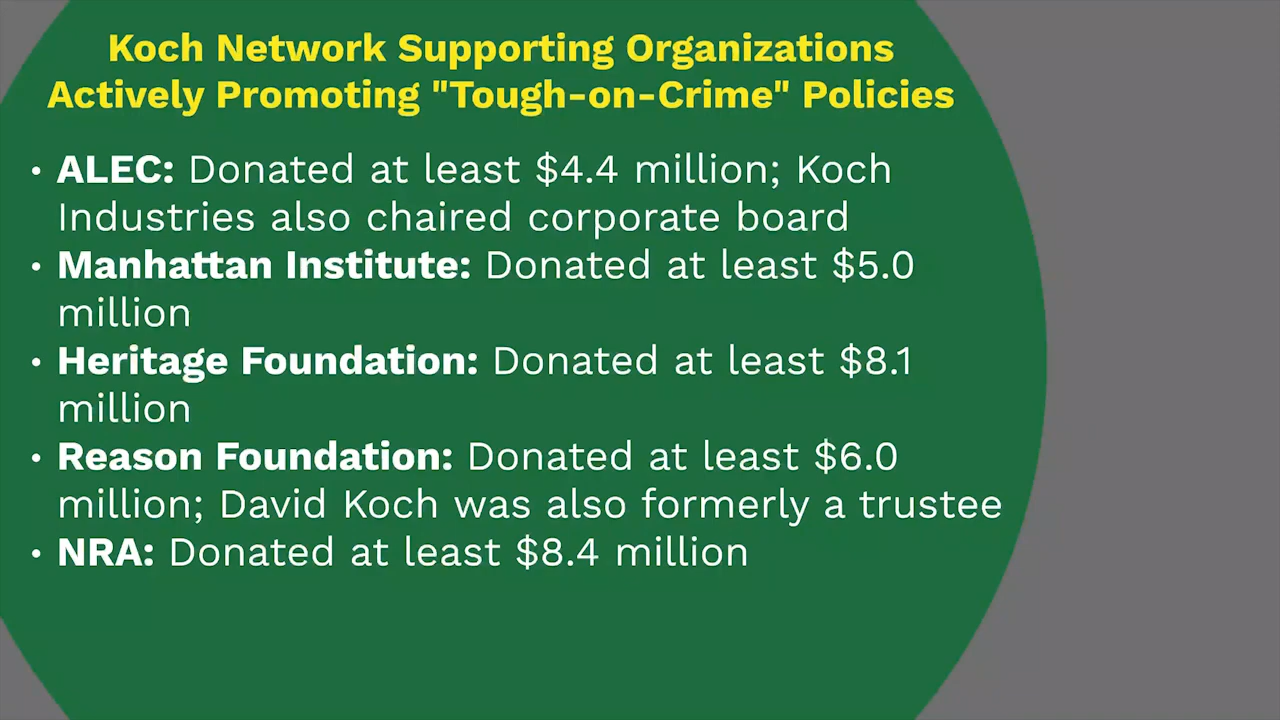 Koch Network Supporting Organizations
Actively Promoting "Tough-on-Crime" Policies
• ALEC: Donated at least $4.4 million; Koch
Industries also chaired corporate board
• Manhattan Institute: Donated at least $5.0
million
• Heritage Foundation: Donated at least $8.1
million
• Reason Foundation: Donated at least $6.0
million; David Koch was also formerly a trustee
• NRA: Donated at least $8.4 million